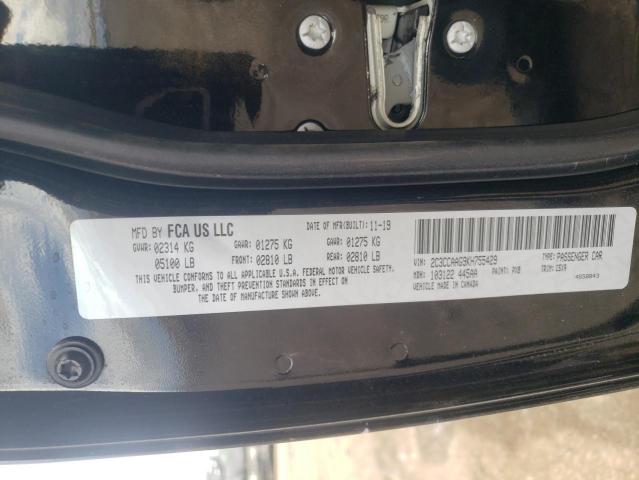 MFD BY FCA US LLC
DATE OF MFR(BUILT): 11-19
GVWR: 02314 KG GAWR: 01275 KG GAWR: 01275 KG
05100 LB FRONT: 02810 LB REAR: 02810 LB
THIS VEHICLE CONFORMS TO ALL APPLICABLE U.S.A. FEDERAL MOTOR VEHICLE SAFETY,
BUMPER, AND THEFT PREVENTION STANDARDS IN EFFECT ON
THE DATE OF MANUFACTURE SHOWN ABOVE.
VIN: 2C3CCAAG9KH755429 TYPE: PASSENGER CAR
MDH: 103122 445AA PAINT: PXB TRIM: C5X9
VEHICLE MADE IN CANADA 4858843